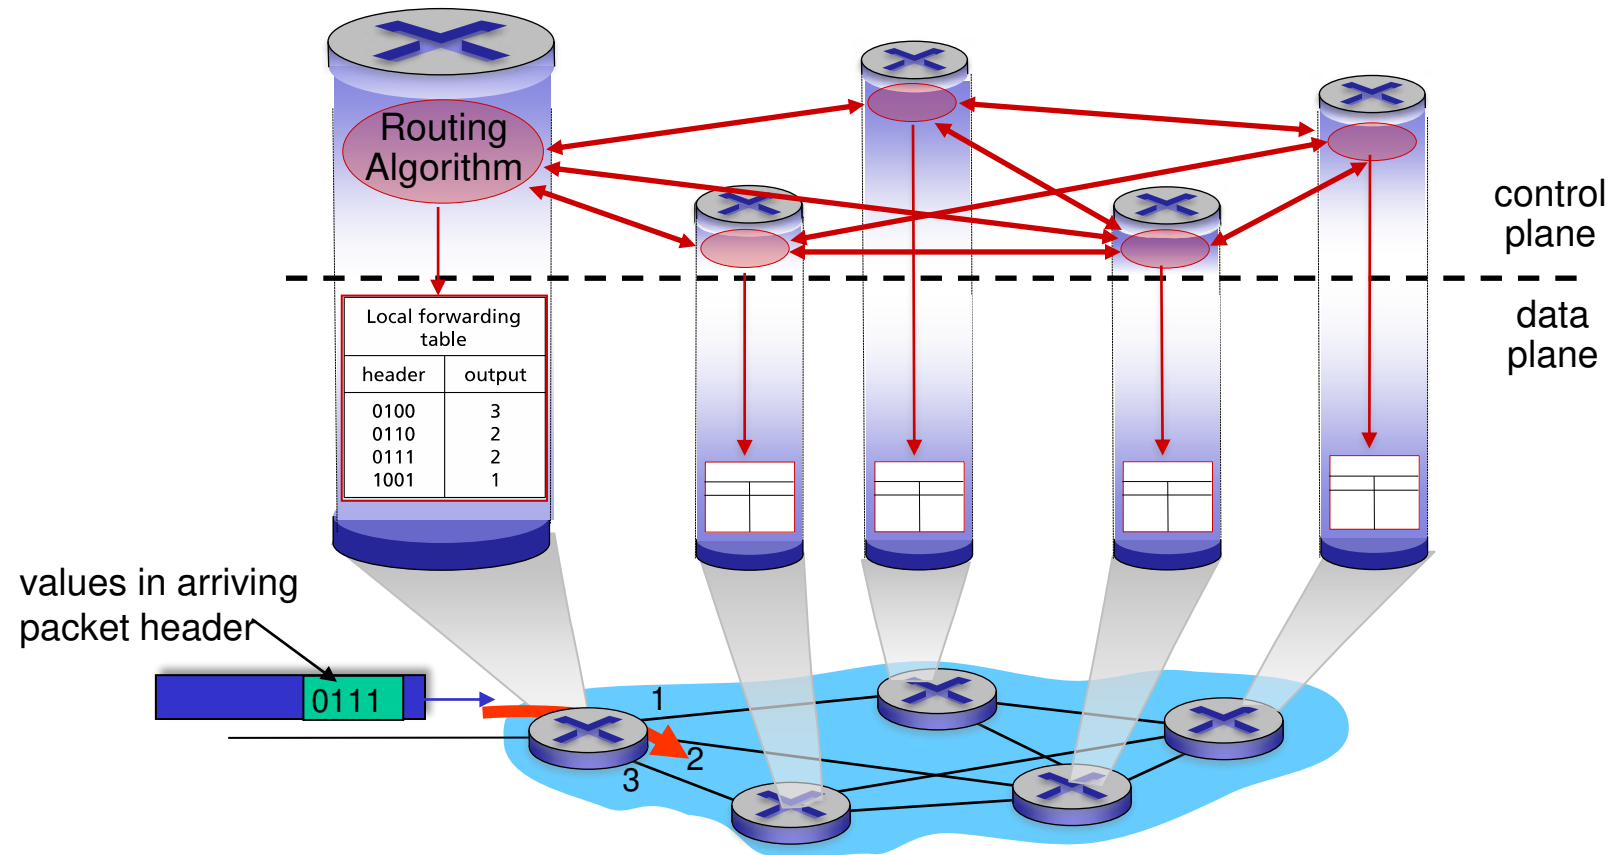 Routing
Algorithm
control
plane
data
plane
Local forwarding
table
header output
0100 3
0110 2
0111 2
1001 1
values in arriving
packet header
0111
1
2
3